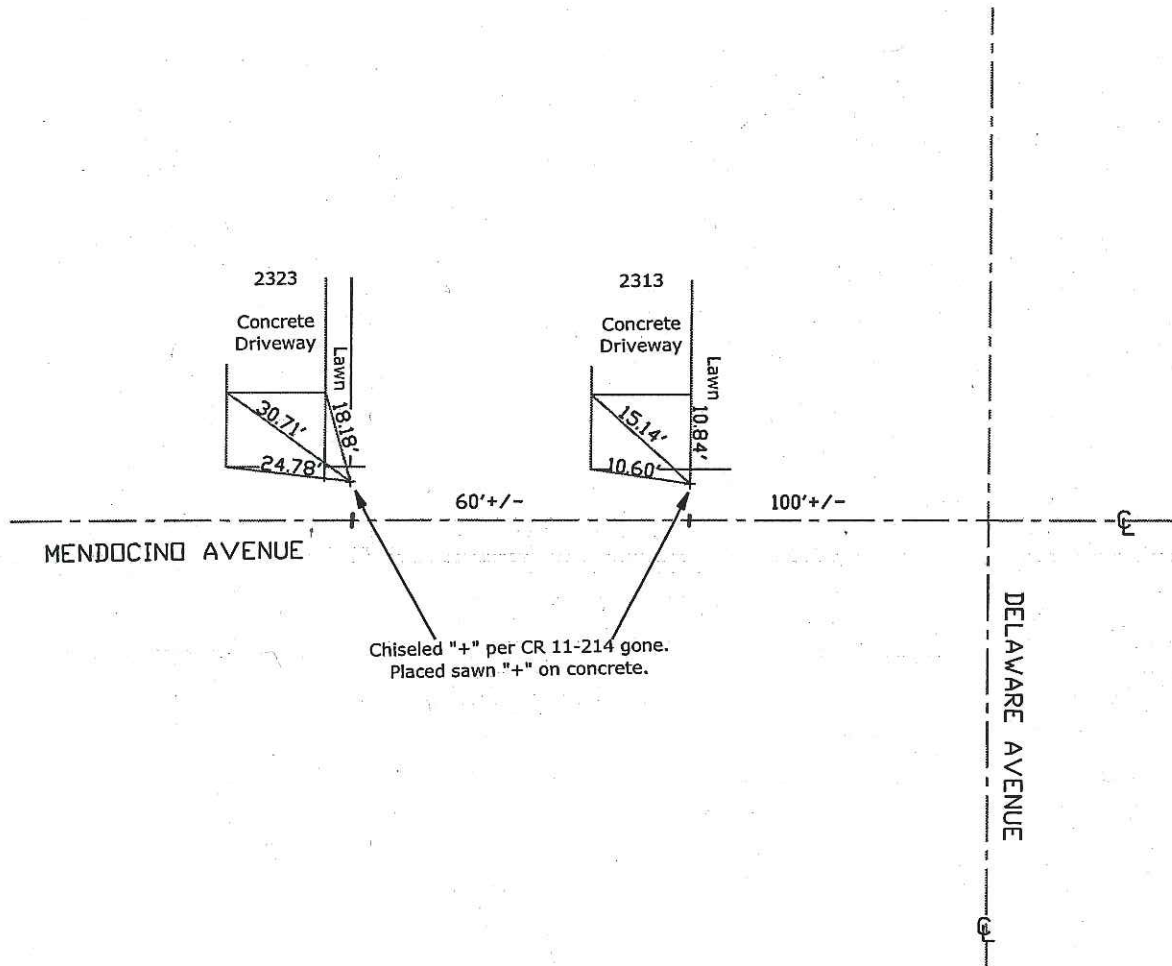 2323
Concrete
Driveway
Lawn
18.18'
30.71'
24.78'
2313
Concrete
Driveway
Lawn
10.84'
15.14'
10.60'
60'+/-
100'+/-
℄
MENDOCINO AVENUE
Chiseled "+" per CR 11-214 gone.
Placed sawn "+" on concrete.
DELAWARE AVENUE
℄